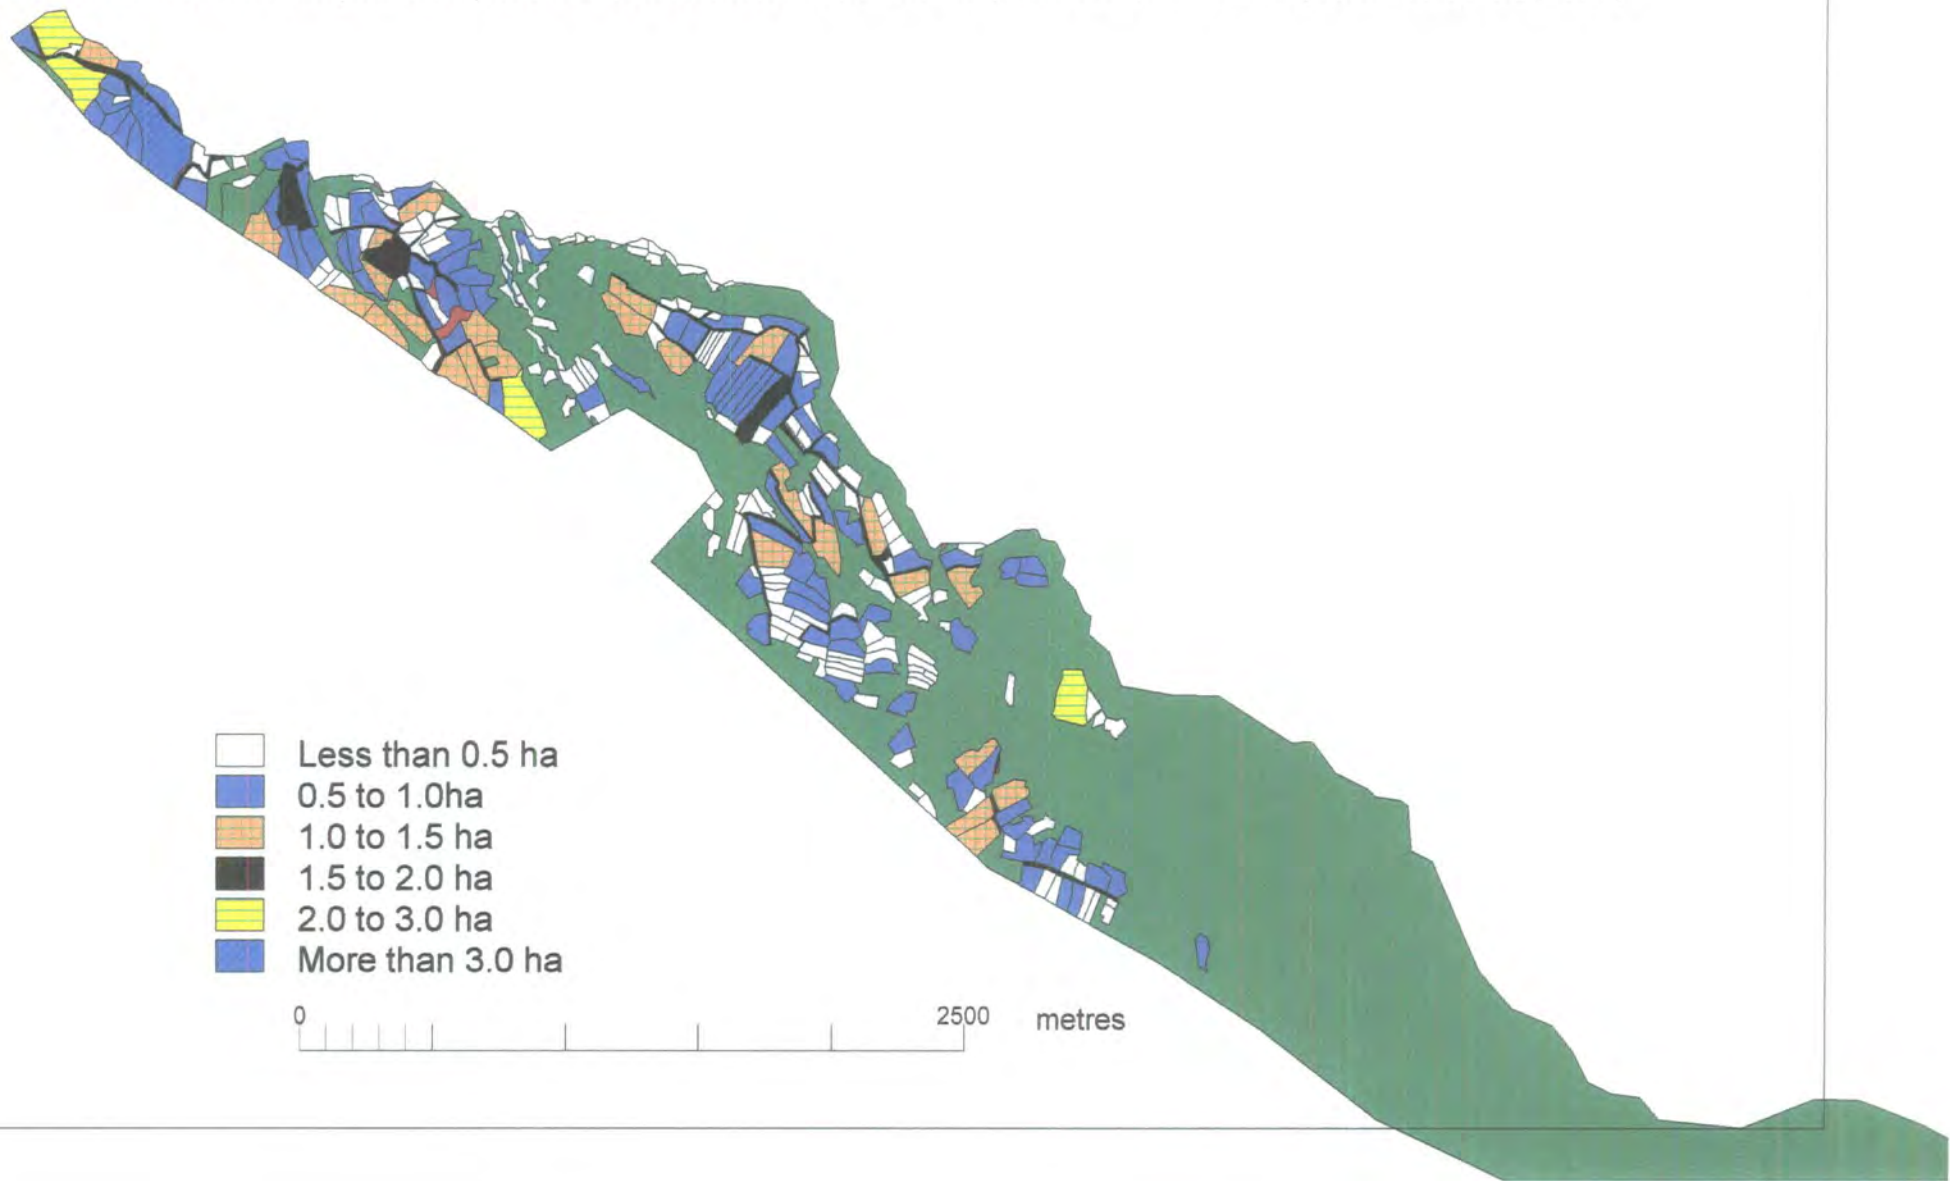 Less than 0.5 ha
0.5 to 1.0ha
1.0 to 1.5 ha
1.5 to 2.0 ha
2.0 to 3.0 ha
More than 3.0 ha
0 2500 metres